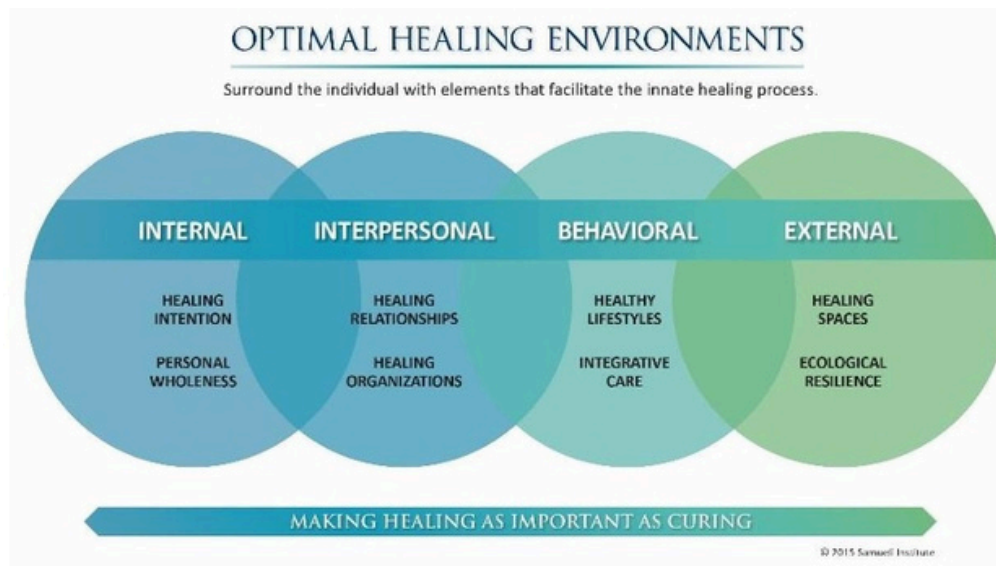 OPTIMAL HEALING ENVIRONMENTS
Surround the individual with elements that facilitate the innate healing process.
INTERNAL
HEALING
INTENTION
PERSONAL
WHOLENESS
INTERPERSONAL
HEALING
RELATIONSHIPS
HEALING
ORGANIZATIONS
BEHAVIORAL
HEALTHY
LIFESTYLES
INTEGRATIVE
CARE
EXTERNAL
HEALING
SPACES
ECOLOGICAL
RESILIENCE
MAKING HEALING AS IMPORTANT AS CURING
© 2015 Samueli Institute